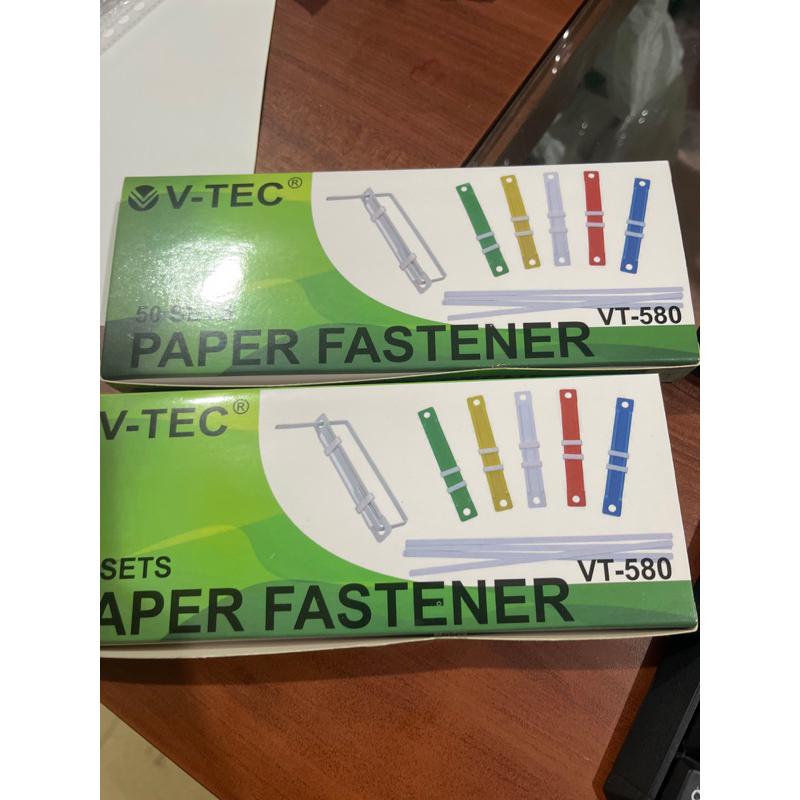 V-TEC®
50 SETS
VT-580
PAPER FASTENER
V-TEC®
SETS
VT-580
APER FASTENER